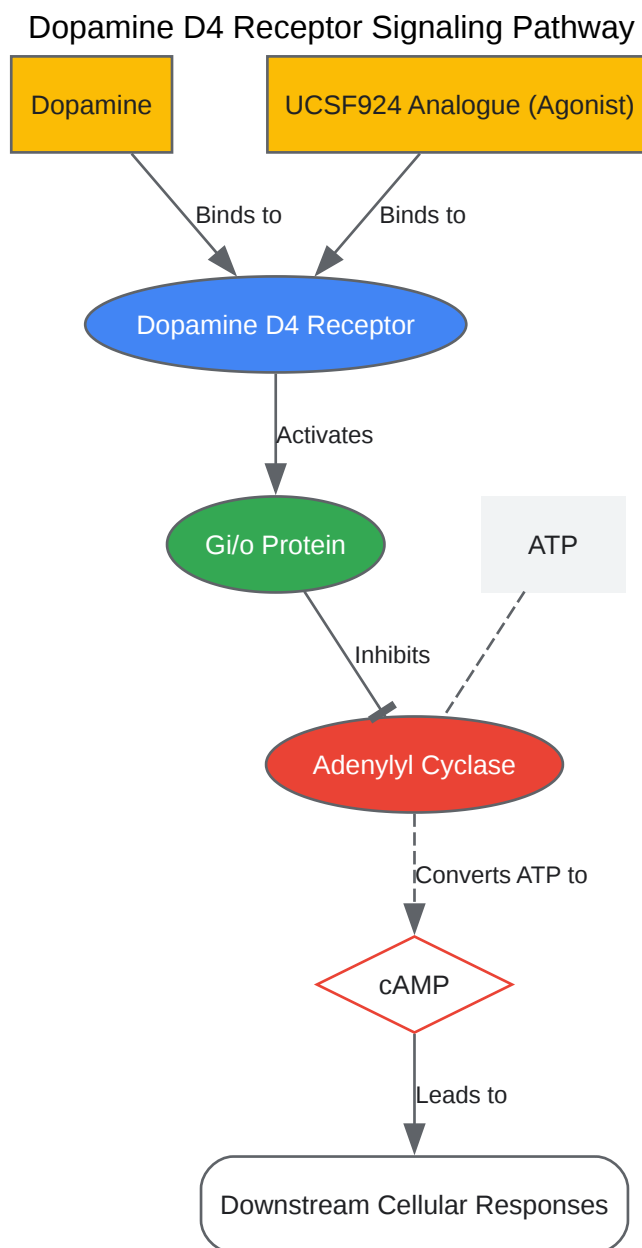 Dopamine D4 Receptor Signaling Pathway
Dopamine
UCSF924 Analogue (Agonist)
Binds to
Binds to
Dopamine D4 Receptor
Activates
Gi/o Protein
ATP
Inhibits
Adenylyl Cyclase
Converts ATP to
cAMP
Leads to
Downstream Cellular Responses